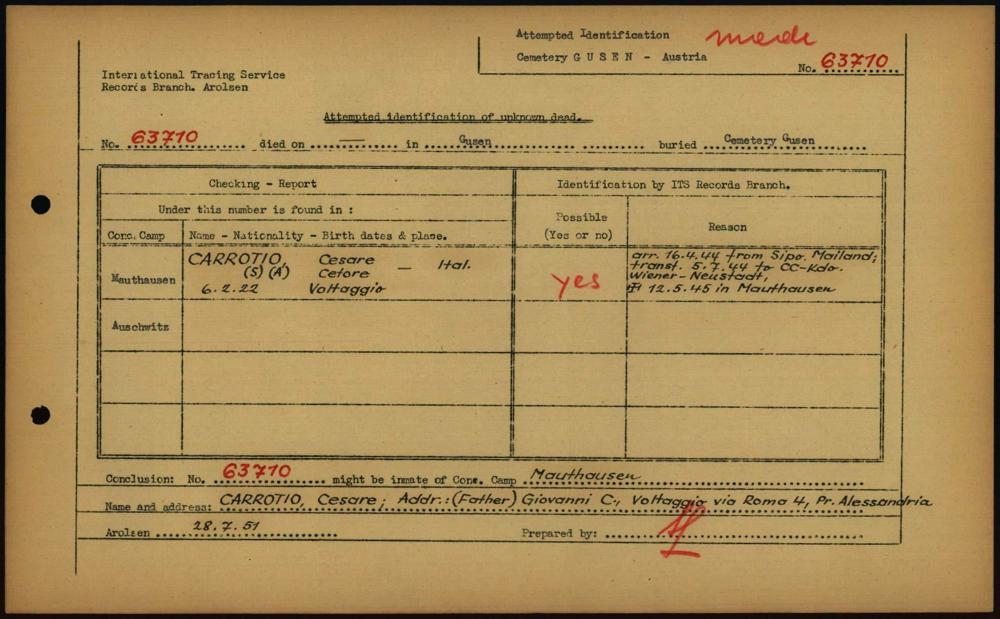 Attempted Identification made
Cemetery G U S E N - Austria
No. 63710
International Tracing Service
Records Branch. Arolsen
Attempted identification of unknown dead.
No. 63710 died on — in Gusen buried Cemetery Gusen
Checking - Report
Identification by ITS Records Branch.
Under this number is found in :
Possible
(Yes or no)
Reason
Conc. Camp
Name - Nationality - Birth dates & place.
Mauthausen
CARROTIO, Cesare — Ital.
(S) (A) Cetore
6.2.22 Voltaggio
yes
arr. 16.4.44 from Sipo. Mailand;
transf. 5.7.44 to CC-Kdo.
Wiener-Neustadt,
12.5.45 in Mauthausen
Auschwitz
Conclusion: No. 63710 might be inmate of Conc. Camp Mauthausen
Name and address: CARROTIO, Cesare; Addr.: (Father) Giovanni C., Voltaggio via Roma 4, Pr. Alessandria
Arolsen 28.7.51 Prepared by: